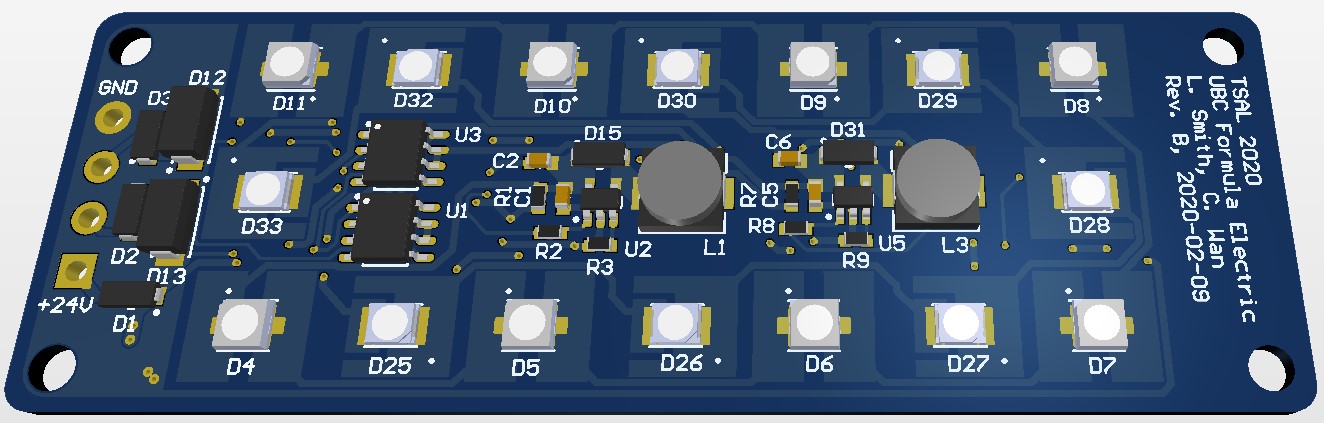 D12
D3
GND
D11
D32
D10
D30
D9
D29
D8
TSAL 2020
UBC Formula Electric
L. Smith, C. Wan
Rev. B, 2020-02-09
U3
C2
D15
C6
D31
D33
U1
R1
C1
R7
C5
D28
R2
R3
U2
L1
R8
R9
U5
L3
D2
D13
+24V
D1
D4
D25
D5
D26
D6
D27
D7